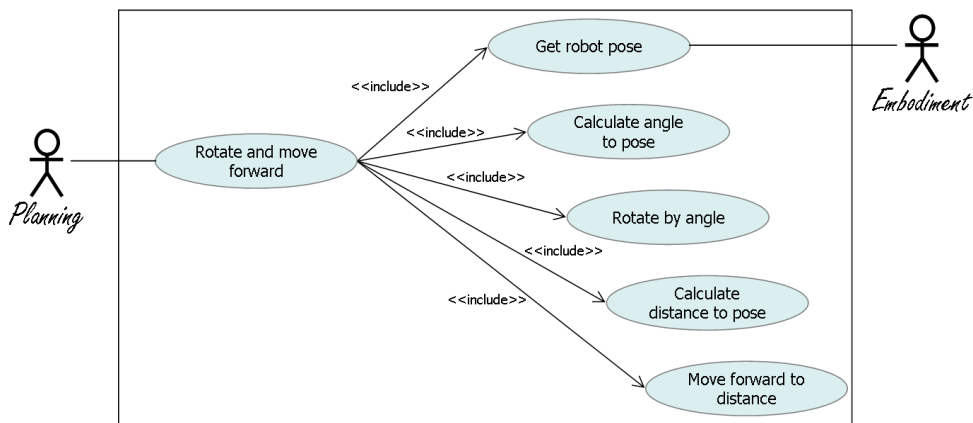 Get robot pose
Embodiment
<<include>>
Calculate angle
to pose
<<include>>
Rotate and move
forward
Planning
<<include>>
Rotate by angle
<<include>>
Calculate
distance to pose
<<include>>
Move forward to
distance